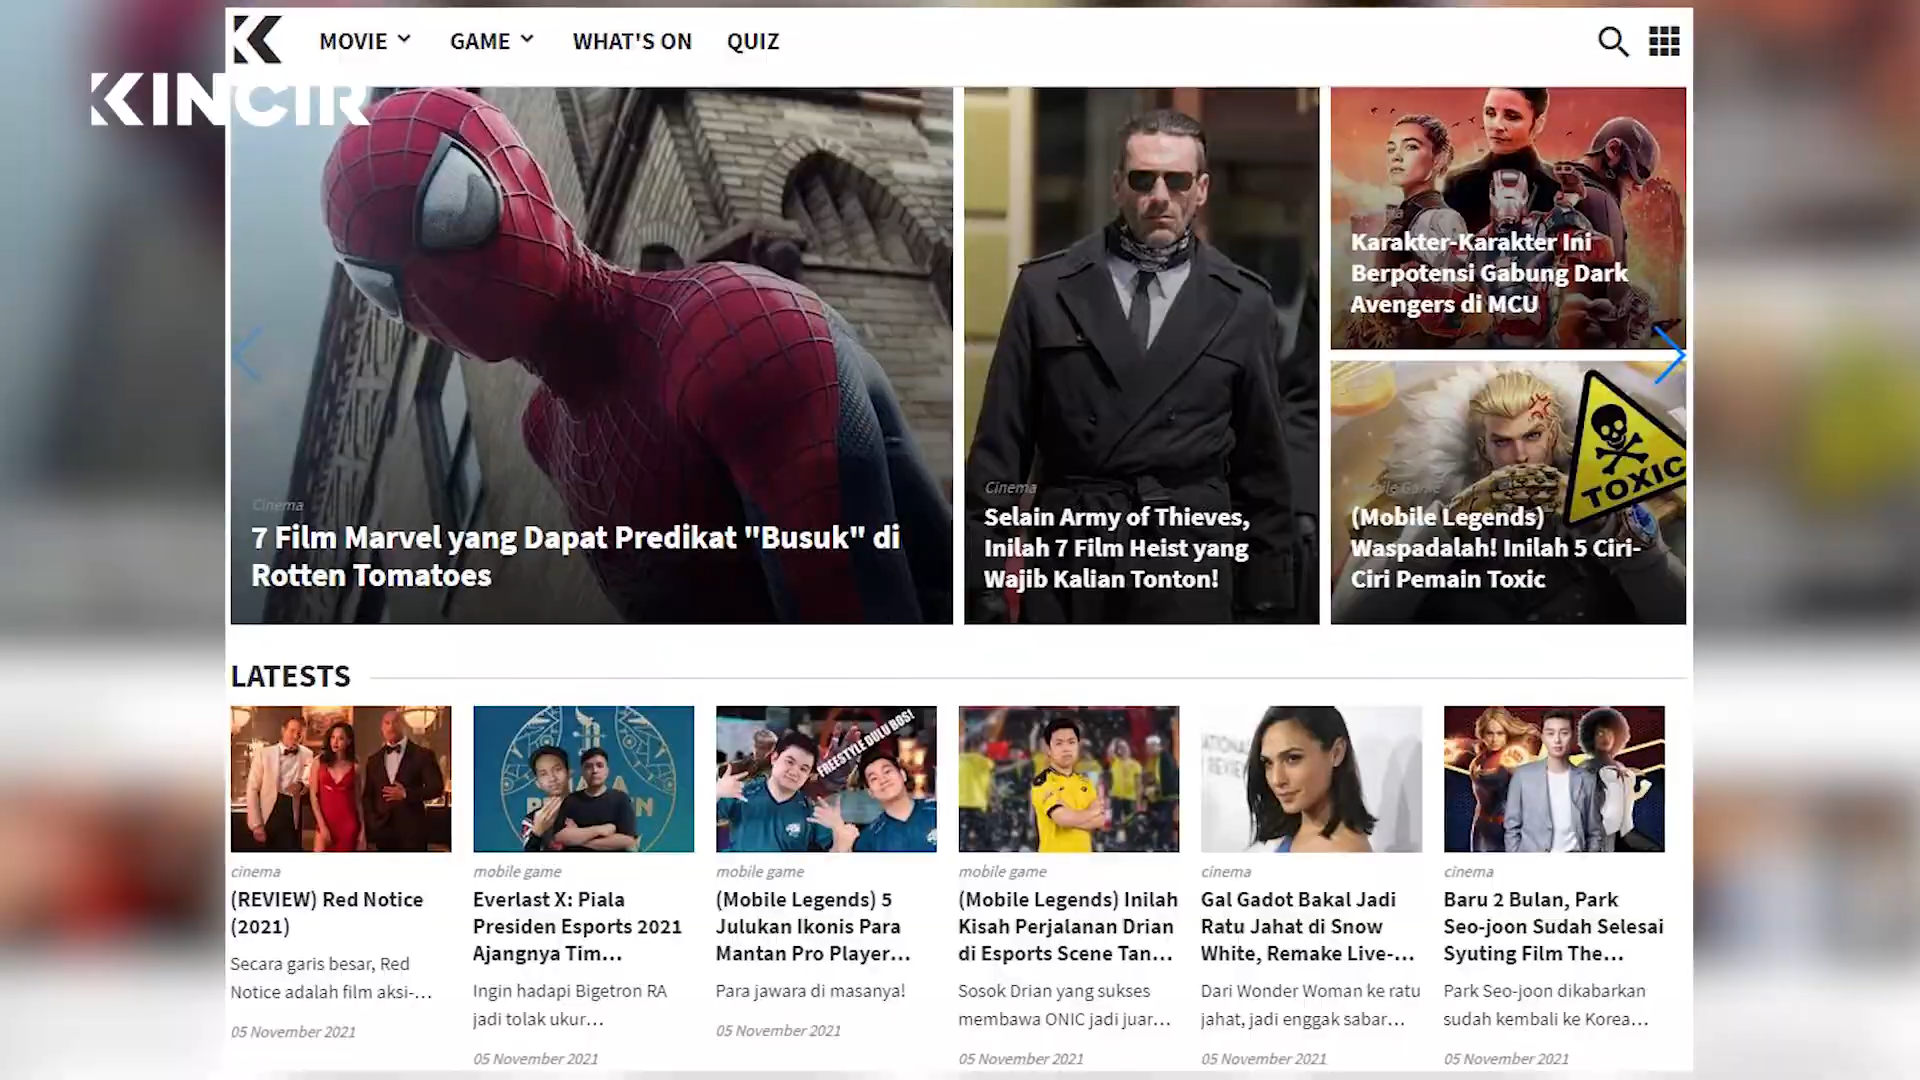 MOVIE
GAME
WHAT'S ON
QUIZ
KINCIR
Cinema
7 Film Marvel yang Dapat Predikat "Busuk" di
Rotten Tomatoes
Cinema
Selain Army of Thieves,
Inilah 7 Film Heist yang
Wajib Kalian Tonton!
Karakter-Karakter Ini
Berpotensi Gabung Dark
Avengers di MCU
TOXIC
(Mobile Legends)
Waspadalah! Inilah 5 Ciri-
Ciri Pemain Toxic
LATESTS
FREESTYLE DULU BOS!
cinema
(REVIEW) Red Notice
(2021)
Secara garis besar, Red
Notice adalah film aksi-...
05 November 2021
mobile game
Everlast X: Piala
Presiden Esports 2021
Ajangnya Tim...
Ingin hadapi Bigetron RA
jadi tolak ukur...
05 November 2021
mobile game
(Mobile Legends) 5
Julukan Ikonis Para
Mantan Pro Player...
Para jawara di masanya!
05 November 2021
mobile game
(Mobile Legends) Inilah
Kisah Perjalanan Drian
di Esports Scene Tan...
Sosok Drian yang sukses
membawa ONIC jadi juar...
05 November 2021
cinema
Gal Gadot Bakal Jadi
Ratu Jahat di Snow
White, Remake Live-...
Dari Wonder Woman ke ratu
jahat, jadi enggak sabar...
05 November 2021
cinema
Baru 2 Bulan, Park
Seo-joon Sudah Selesai
Syuting Film The...
Park Seo-joon dikabarkan
sudah kembali ke Korea...
05 November 2021